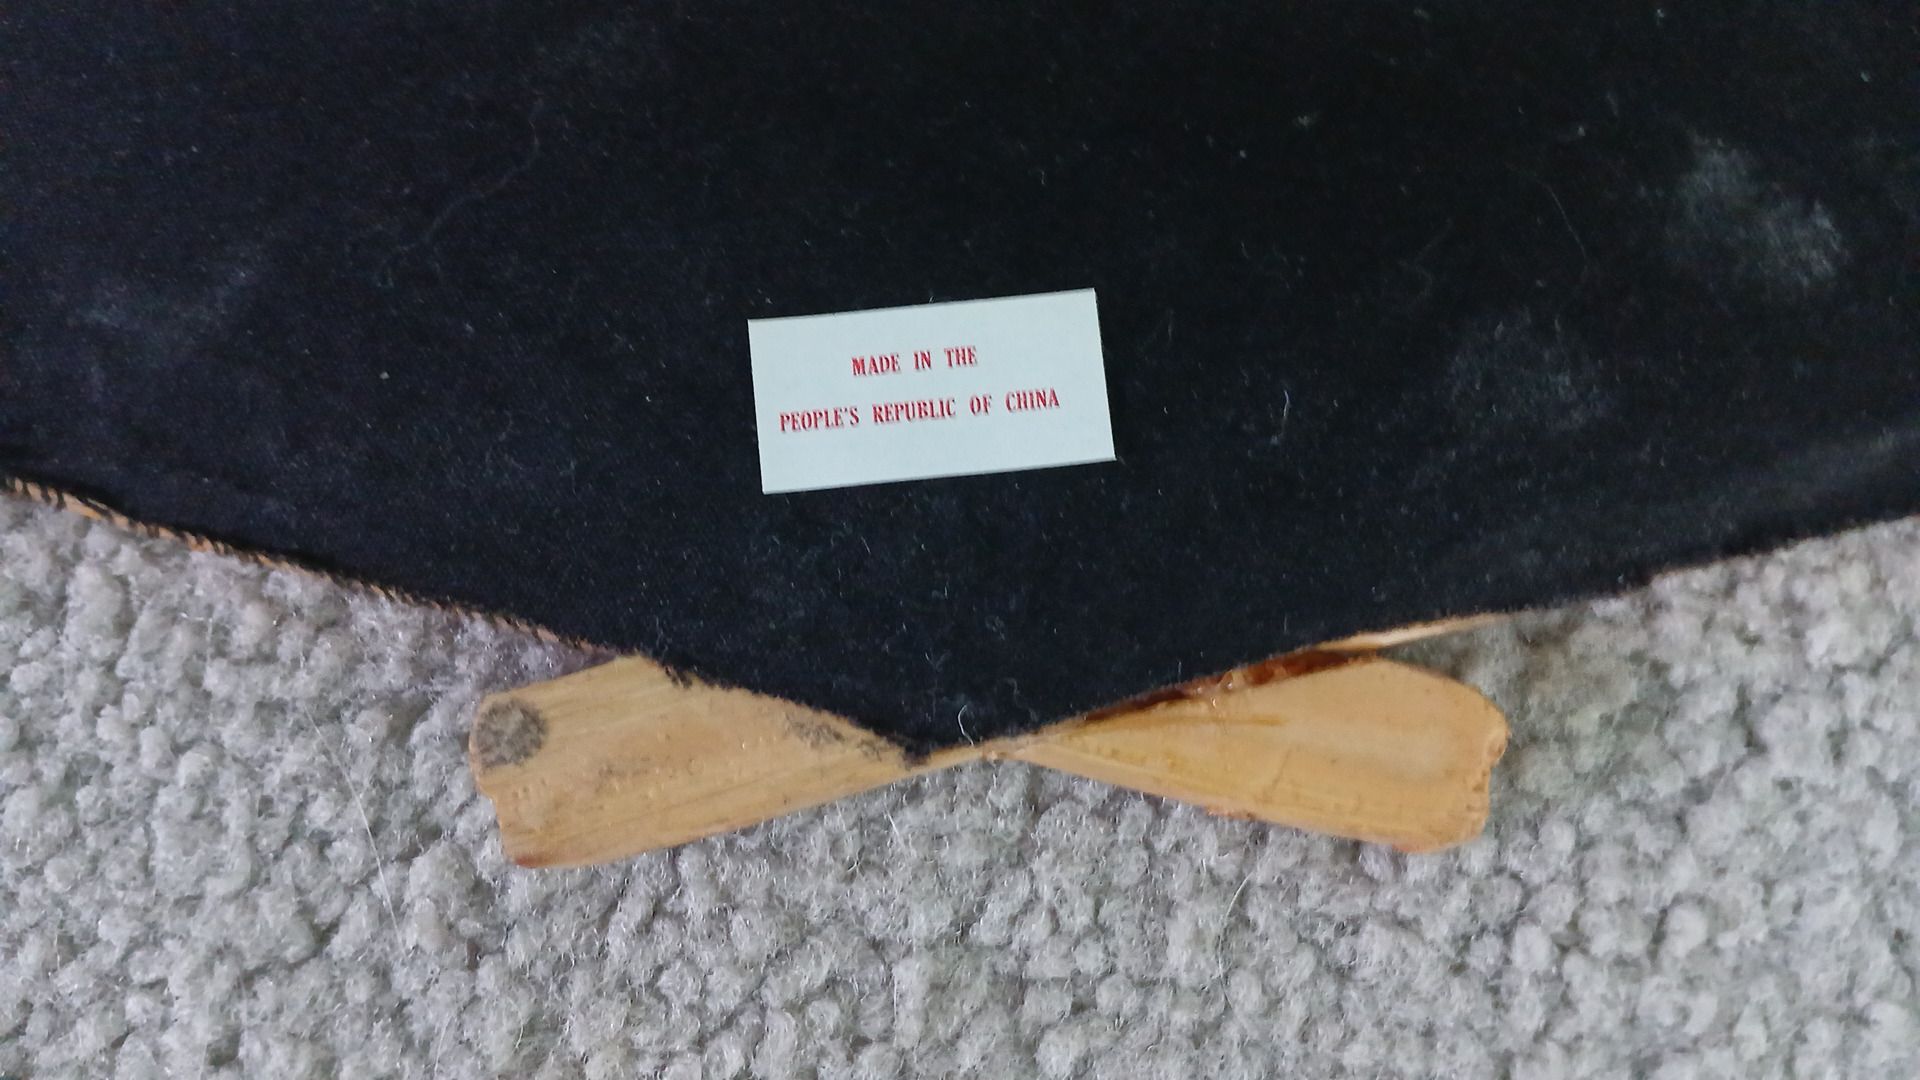 MADE IN THE
PEOPLE'S REPUBLIC OF CHINA